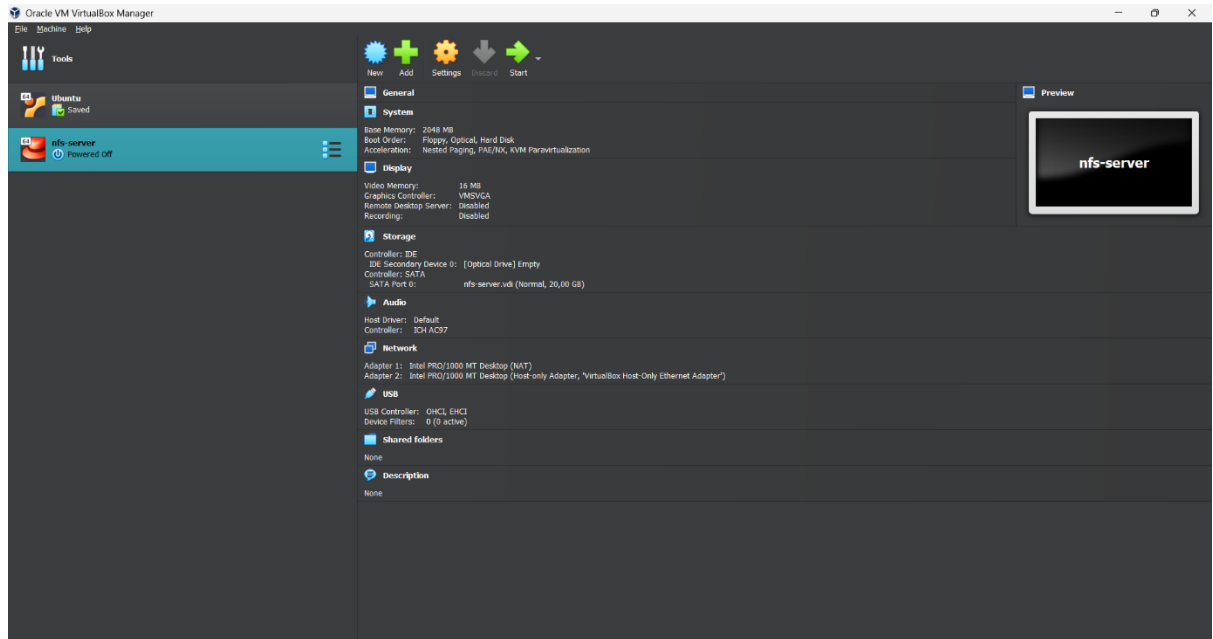 Oracle VM VirtualBox Manager
File Machine Help
Tools
New Add Settings Discard Start
64
Ubuntu
Saved
64
nfs-server
Powered Off
General
System
Base Memory: 2048 MB
Boot Order: Floppy, Optical, Hard Disk
Acceleration: Nested Paging, PAE/NX, KVM Paravirtualization
Display
Video Memory: 16 MB
Graphics Controller: VMSVGA
Remote Desktop Server: Disabled
Recording: Disabled
Storage
Controller: IDE
IDE Secondary Device 0: [Optical Drive] Empty
Controller: SATA
SATA Port 0: nfs-server.vdi (Normal, 20,00 GB)
Audio
Host Driver: Default
Controller: ICH AC97
Network
Adapter 1: Intel PRO/1000 MT Desktop (NAT)
Adapter 2: Intel PRO/1000 MT Desktop (Host-only Adapter, 'VirtualBox Host-Only Ethernet Adapter')
USB
USB Controller: OHCI, EHCI
Device Filters: 0 (0 active)
Shared folders
None
Description
None
Preview
nfs-server